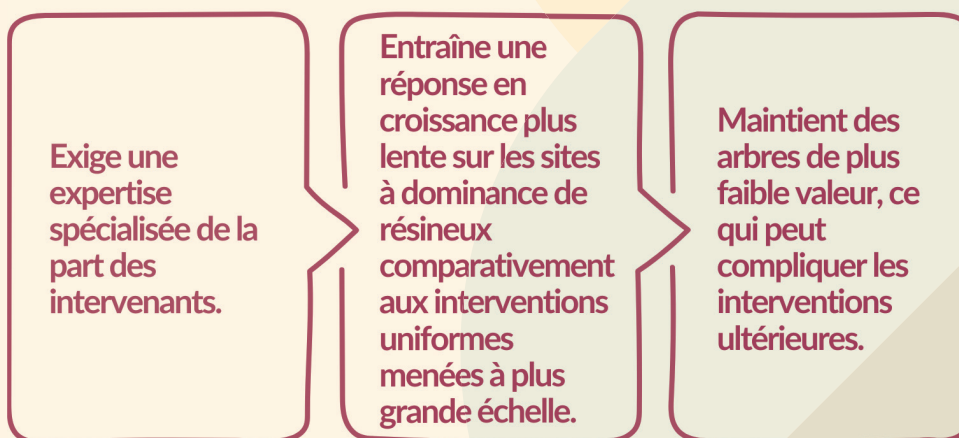 Exige une
expertise
spécialisée de la
part des
intervenants.
Entraîne une
réponse en
croissance plus
lente sur les sites
à dominance de
résineux
comparativement
aux interventions
uniformes
menées à plus
grande échelle.
Maintient des
arbres de plus
faible valeur, ce
qui peut
compliquer les
interventions
ultérieures.